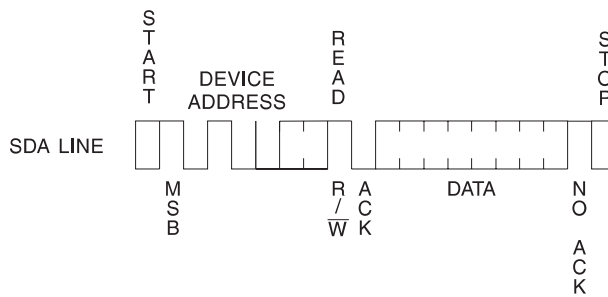 START
DEVICE
ADDRESS
READ
STOP
SDA LINE
MSB
R/W
ACK
DATA
NO ACK